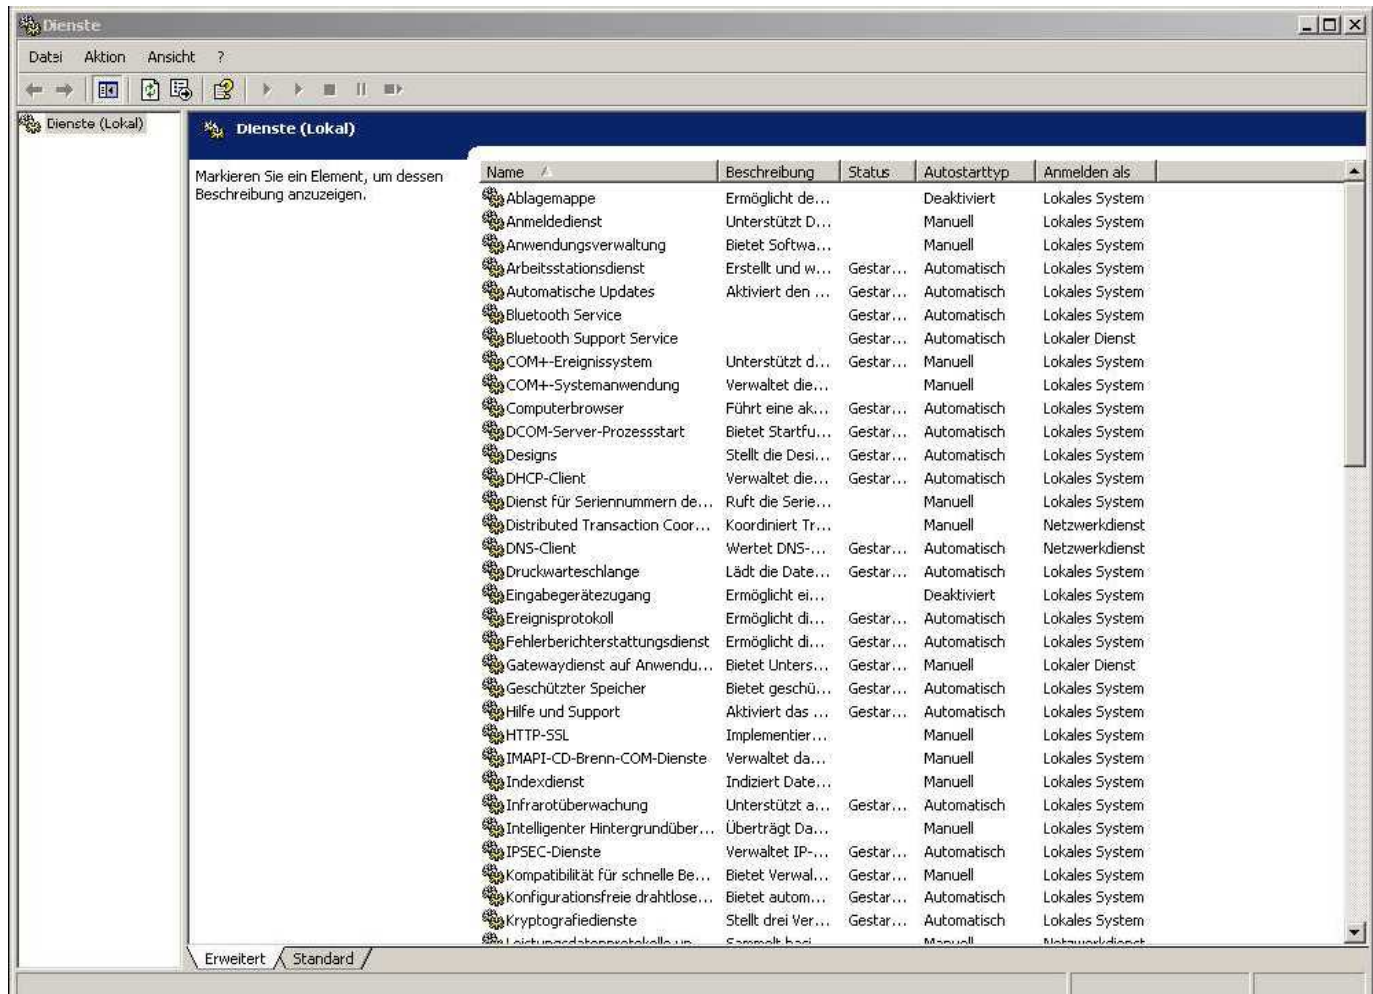 Dienste
Datei Aktion Ansicht ?
Dienste (Lokal)
Dienste (Lokal)
Markieren Sie ein Element, um dessen
Beschreibung anzuzeigen.
Name Beschreibung Status Autostarttyp Anmelden als
Ablagemappe Ermöglicht de... Deaktiviert Lokales System
Anmeldedienst Unterstützt D... Manuell Lokales System
Anwendungsverwaltung Bietet Softwa... Manuell Lokales System
Arbeitsstationsdienst Erstellt und w... Gestar... Automatisch Lokales System
Automatische Updates Aktiviert den ... Gestar... Automatisch Lokales System
Bluetooth Service Gestar... Automatisch Lokales System
Bluetooth Support Service Gestar... Automatisch Lokaler Dienst
COM+-Ereignissystem Unterstützt d... Gestar... Manuell Lokales System
COM+-Systemanwendung Verwaltet die... Manuell Lokales System
Computerbrowser Führt eine ak... Gestar... Automatisch Lokales System
DCOM-Server-Prozessstart Bietet Startfu... Gestar... Automatisch Lokales System
Designs Stellt die Desi... Gestar... Automatisch Lokales System
DHCP-Client Verwaltet die... Gestar... Automatisch Lokales System
Dienst für Seriennummern de... Ruft die Serie... Manuell Lokales System
Distributed Transaction Coor... Koordiniert Tr... Manuell Netzwerkdienst
DNS-Client Wertet DNS-... Gestar... Automatisch Netzwerkdienst
Druckwarteschlange Lädt die Date... Gestar... Automatisch Lokales System
Eingabegerätezugang Ermöglicht ei... Deaktiviert Lokales System
Ereignisprotokoll Ermöglicht di... Gestar... Automatisch Lokales System
Fehlerberichterstattungsdienst Ermöglicht di... Gestar... Automatisch Lokales System
Gatewaydienst auf Anwendu... Bietet Unters... Gestar... Manuell Lokaler Dienst
Geschützter Speicher Bietet geschü... Gestar... Automatisch Lokales System
Hilfe und Support Aktiviert das ... Gestar... Automatisch Lokales System
HTTP-SSL Implementier... Manuell Lokales System
IMAPI-CD-Brenn-COM-Dienste Verwaltet da... Manuell Lokales System
Indexdienst Indiziert Date... Manuell Lokales System
Infrarotüberwachung Unterstützt a... Gestar... Automatisch Lokales System
Intelligenter Hintergrundüber... Überträgt Da... Manuell Lokales System
IPSEC-Dienste Verwaltet IP-... Gestar... Automatisch Lokales System
Kompatibilität für schnelle Be... Bietet Verwal... Gestar... Manuell Lokales System
Konfigurationsfreie drahtlose... Bietet autom... Gestar... Automatisch Lokales System
Kryptografiedienste Stellt drei Ver... Gestar... Automatisch Lokales System
Manuell Netzwerkdienst
Erweitert Standard